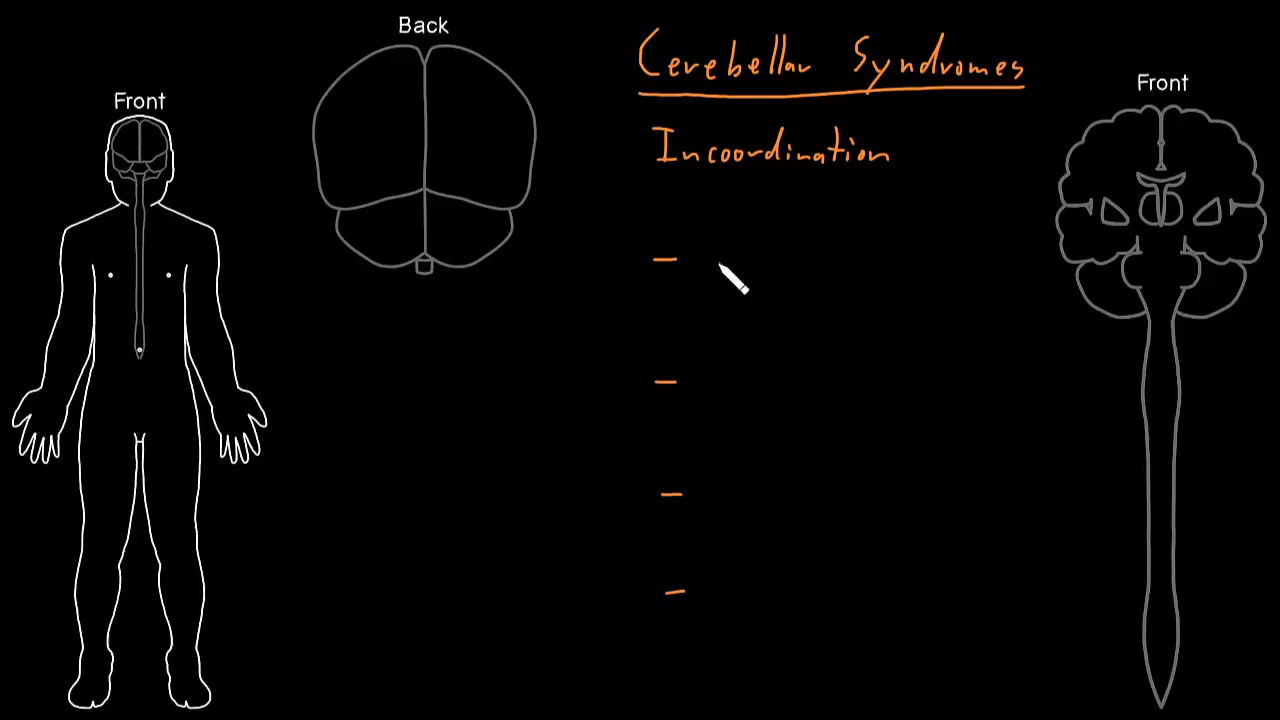 Back
Cerebellar Syndromes
Front
Front
Incoordination
-
-
-
-